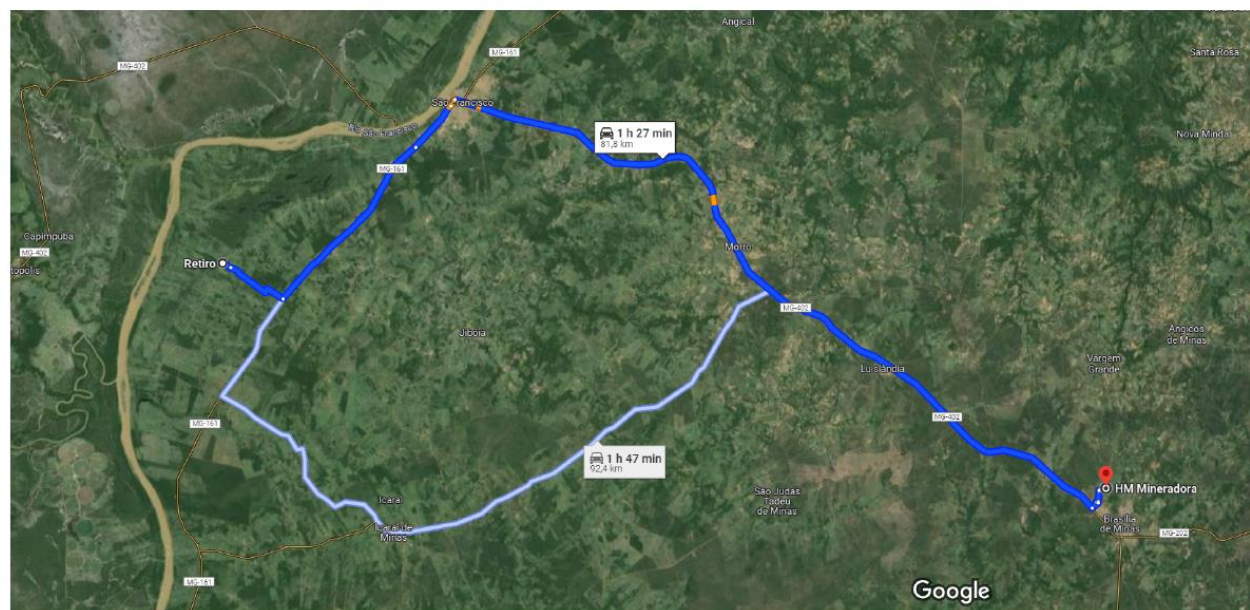 Angical
MG-161
Santa Rosa
MG-402
São Francisco
Rio São Francisco
1 h 27 min
81,8 km
Nova Minda
MG-161
Capimpuba
Morro
MG-402
Retiro
topolis
MG-402
Jiboia
Angicos
de Minas
Vargem
Grande
Luislândia
MG-402
MG-161
1 h 47 min
92,4 km
HM Mineradora
São Judas
Tadeu
de Minas
Icaraí
Icaraí de
Minas
Brasília
de Minas
MG-202
MG-161
Google